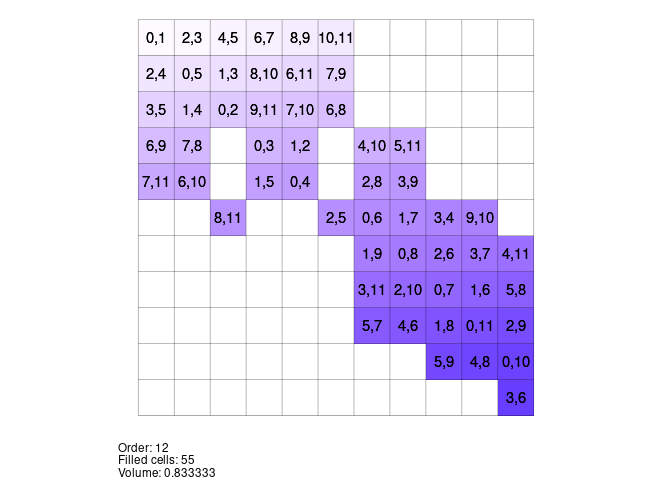 0,1 2,3 4,5 6,7 8,9 10,11
2,4 0,5 1,3 8,10 6,11 7,9
3,5 1,4 0,2 9,11 7,10 6,8
6,9 7,8 0,3 1,2 4,10 5,11
7,11 6,10 1,5 0,4 2,8 3,9
8,11 2,5 0,6 1,7 3,4 9,10
1,9 0,8 2,6 3,7 4,11
3,11 2,10 0,7 1,6 5,8
5,7 4,6 1,8 0,11 2,9
5,9 4,8 0,10
3,6
Order: 12
Filled cells: 55
Volume: 0.833333